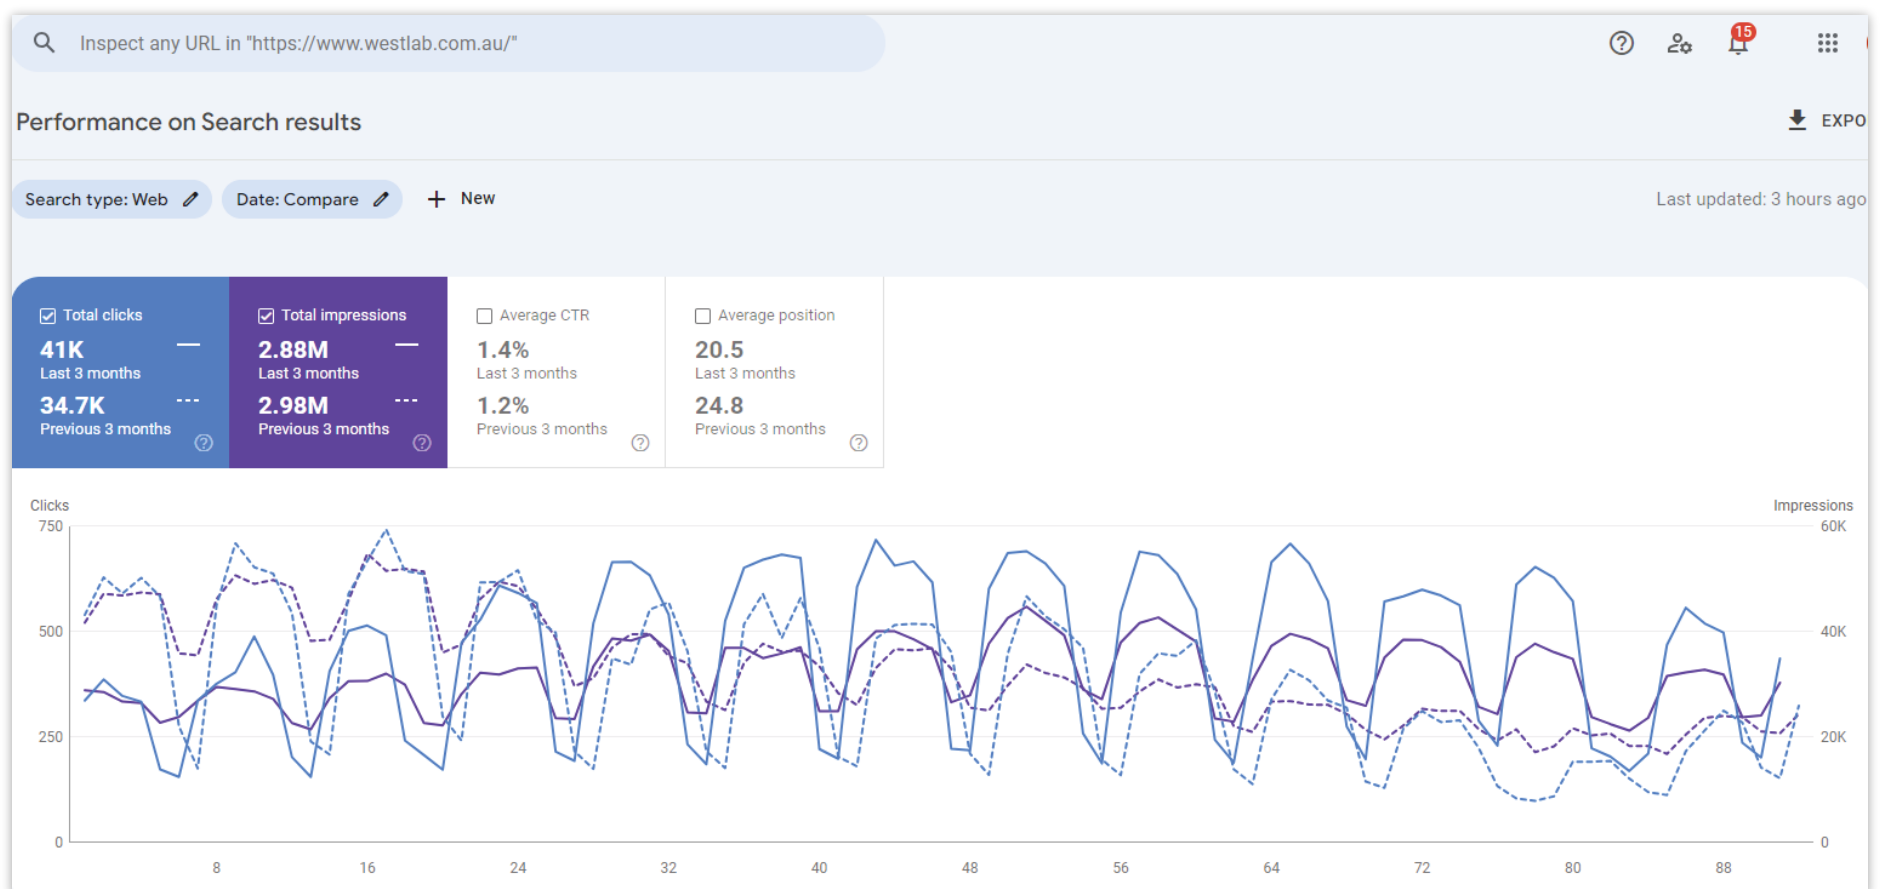 Inspect any URL in "https://www.westlab.com.au/"
15
Performance on Search results
EXPO
Search type: Web
Date: Compare
+ New
Last updated: 3 hours ago
Total clicks
41K
Last 3 months
34.7K
Previous 3 months
Total impressions
2.88M
Last 3 months
2.98M
Previous 3 months
Average CTR
1.4%
Last 3 months
1.2%
Previous 3 months
Average position
20.5
Last 3 months
24.8
Previous 3 months
Clicks
Impressions
750
60K
500
40K
250
20K
0
0
8 16 24 32 40 48 56 64 72 80 88